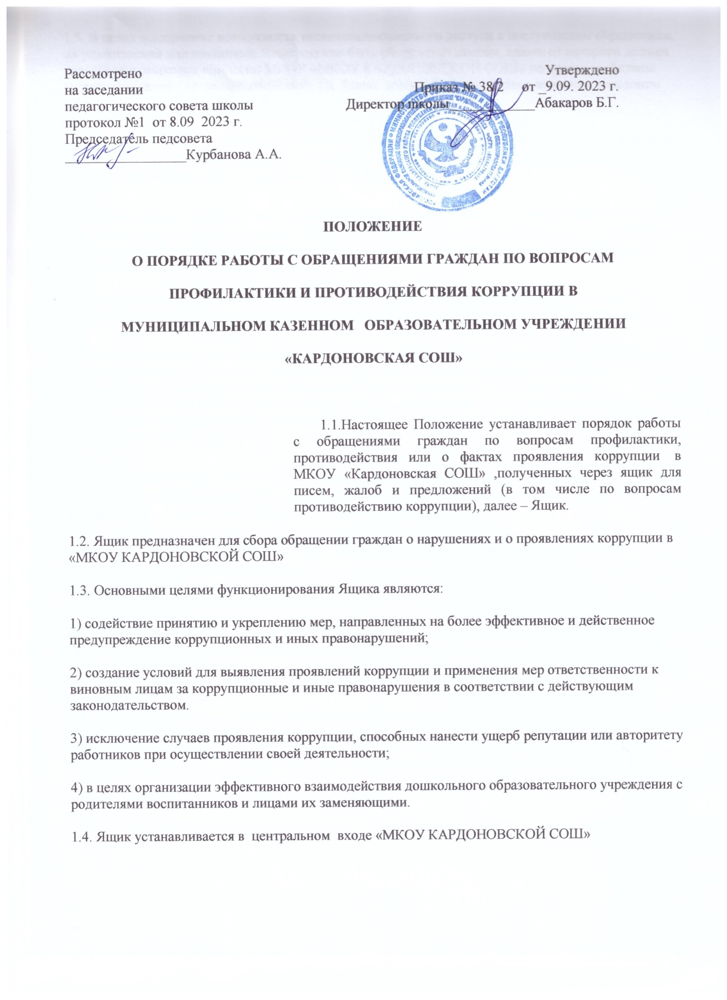 Рассмотрено
на заседании
педагогического совета школы
протокол №1 от 8.09 2023 г.
Председатель педсовета
________________Курбанова А.А.
Утверждено
Приказ № 38/2 от _9.09. 2023 г.
Директор школы____________Абакаров Б.Г.
ПОЛОЖЕНИЕ
О ПОРЯДКЕ РАБОТЫ С ОБРАЩЕНИЯМИ ГРАЖДАН ПО ВОПРОСАМ
ПРОФИЛАКТИКИ И ПРОТИВОДЕЙСТВИЯ КОРРУПЦИИ В
МУНИЦИПАЛЬНОМ КАЗЕННОМ ОБРАЗОВАТЕЛЬНОМ УЧРЕЖДЕНИИ
«КАРДОНОВСКАЯ СОШ»
1.1.Настоящее Положение устанавливает порядок работы
с обращениями граждан по вопросам профилактики,
противодействия или о фактах проявления коррупции в
МКОУ «Кардоновская СОШ» ,полученных через ящик для
писем, жалоб и предложений (в том числе по вопросам
противодействию коррупции), далее – Ящик.
1.2. Ящик предназначен для сбора обращении граждан о нарушениях и о проявлениях коррупции в
«МКОУ КАРДОНОВСКОЙ СОШ»
1.3. Основными целями функционирования Ящика являются:
1) содействие принятию и укреплению мер, направленных на более эффективное и действенное
предупреждение коррупционных и иных правонарушений;
2) создание условий для выявления проявлений коррупции и применения мер ответственности к
виновным лицам за коррупционные и иные правонарушения в соответствии с действующим
законодательством.
3) исключение случаев проявления коррупции, способных нанести ущерб репутации или авторитету
работников при осуществлении своей деятельности;
4) в целях организации эффективного взаимодействия дошкольного образовательного учреждения с
родителями воспитанников и лицами их заменяющими.
1.4. Ящик устанавливается в центральном входе «МКОУ КАРДОНОВСКОЙ СОШ»